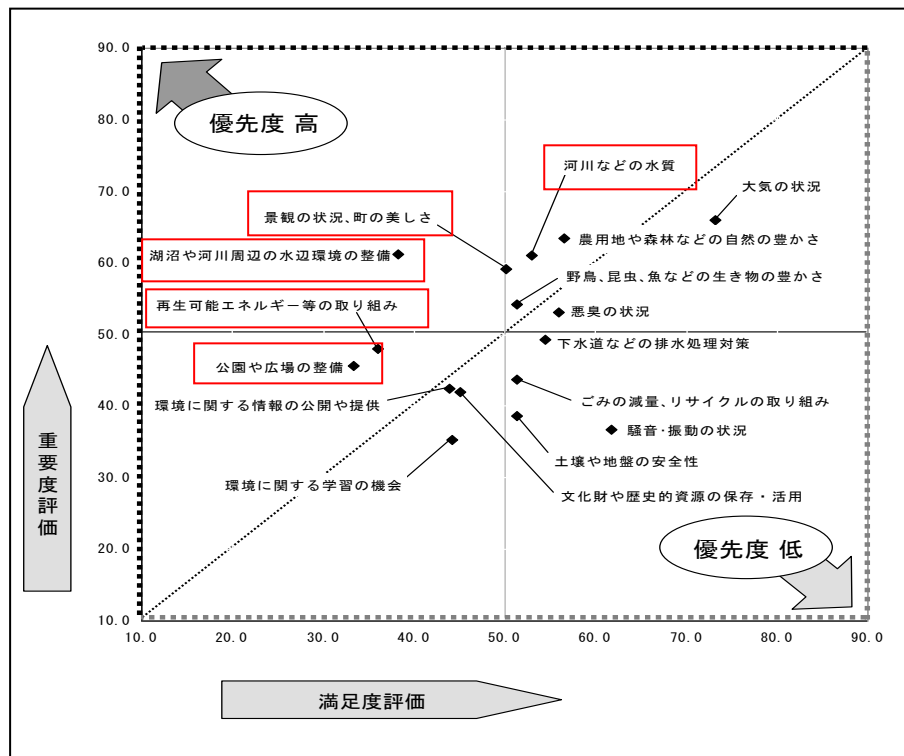 90.0
80.0
70.0
60.0
50.0
40.0
30.0
20.0
10.0
優先度 高
河川などの水質
大気の状況
景観の状況、町の美しさ
農用地や森林などの自然の豊かさ
湖沼や河川周辺の水辺環境の整備
野鳥、昆虫、魚などの生き物の豊かさ
再生可能エネルギー等の取り組み
悪臭の状況
下水道などの排水処理対策
公園や広場の整備
環境に関する情報の公開や提供
ごみの減量、リサイクルの取り組み
騒音・振動の状況
土壌や地盤の安全性
環境に関する学習の機会
文化財や歴史的資源の保存・活用
優先度 低
重要度評価
10.0 20.0 30.0 40.0 50.0 60.0 70.0 80.0 90.0
満足度評価